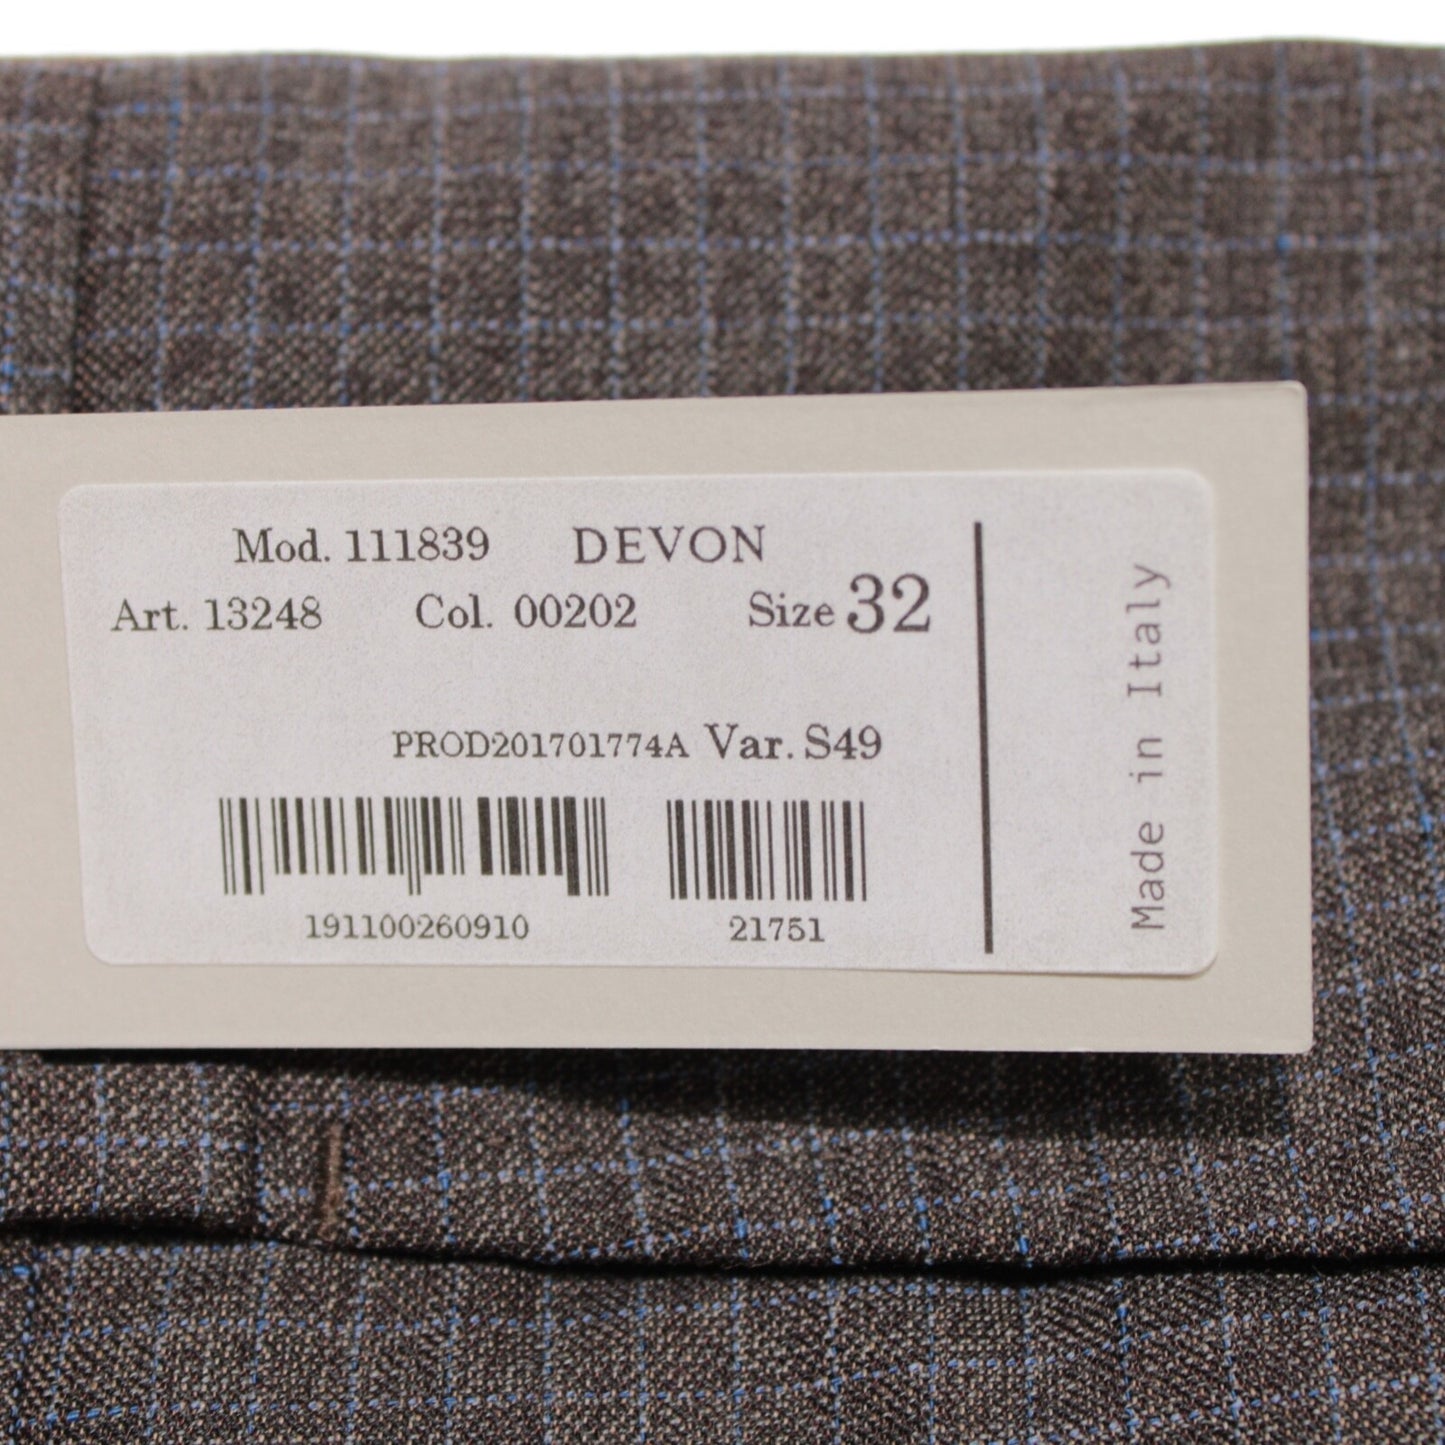 Mod. 111839 DEVON
Art. 13248 Col. 00202 Size 32
PROD201701774A Var. S49
191100260910 21751
Made in Italy